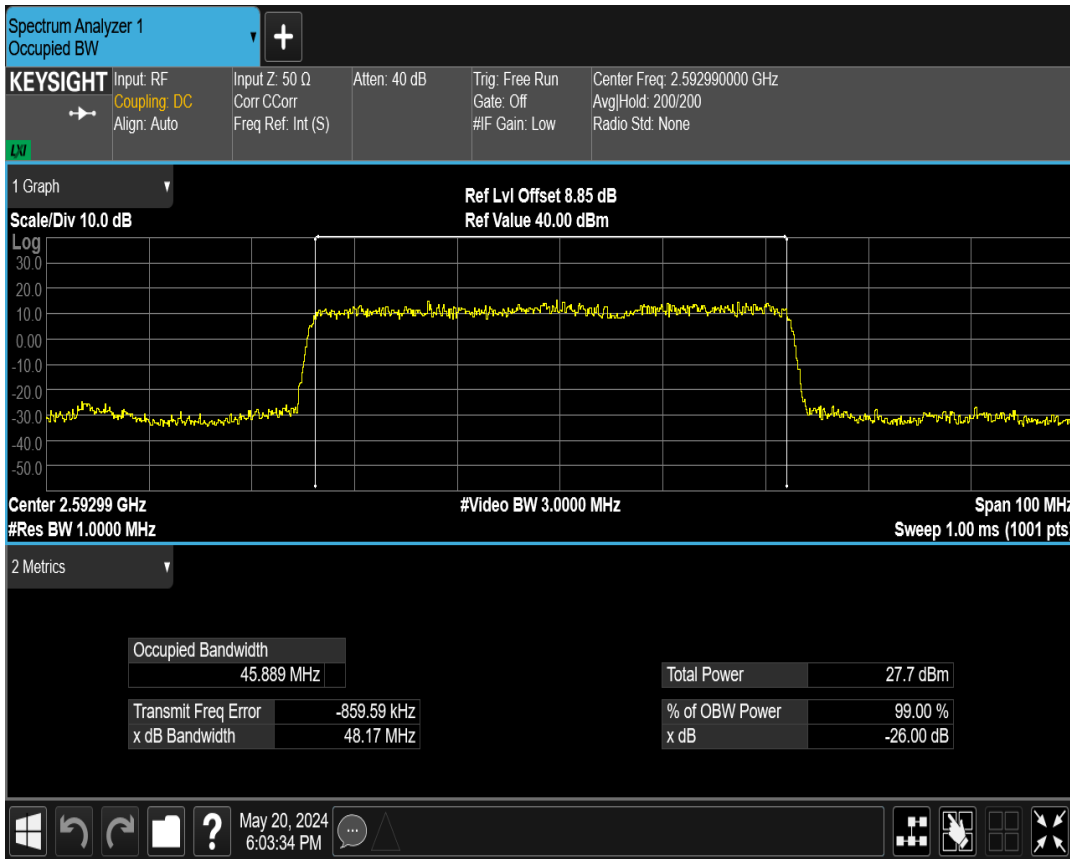 Spectrum Analyzer 1
Occupied BW
KEYSIGHT
LXI
Input: RF
Coupling: DC
Align: Auto
Input Z: 50 Ω
Corr CCorr
Freq Ref: Int (S)
Atten: 40 dB
Trig: Free Run
Gate: Off
#IF Gain: Low
Center Freq: 2.592990000 GHz
Avg|Hold: 200/200
Radio Std: None
1 Graph
Scale/Div 10.0 dB
Ref Lvl Offset 8.85 dB
Ref Value 40.00 dBm
Log
30.0
20.0
10.0
0.00
-10.0
-20.0
-30.0
-40.0
-50.0
Center 2.59299 GHz
#Video BW 3.0000 MHz
Span 100 MHz
#Res BW 1.0000 MHz
Sweep 1.00 ms (1001 pts)
2 Metrics
Occupied Bandwidth
45.889 MHz
Total Power 27.7 dBm
Transmit Freq Error -859.59 kHz
% of OBW Power 99.00 %
x dB Bandwidth 48.17 MHz
x dB -26.00 dB
May 20, 2024
6:03:34 PM